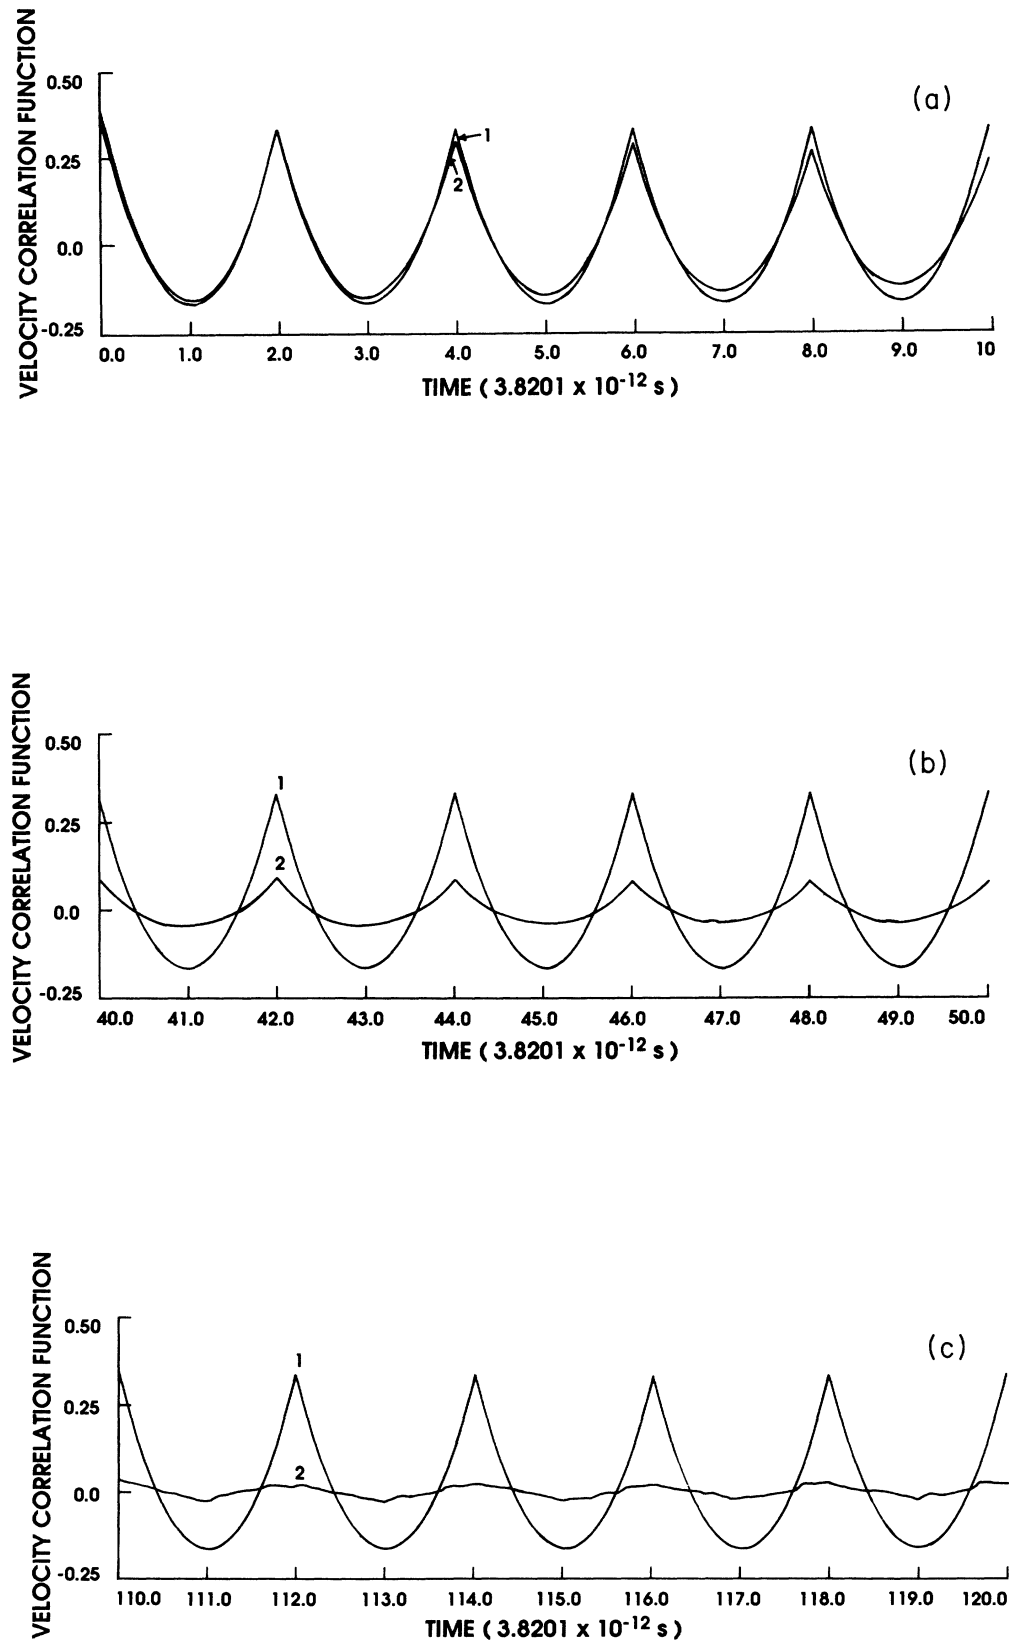 VELOCITY CORRELATION FUNCTION
0.50
(a)
1
0.25
2
0.0
-0.25
0.0 1.0 2.0 3.0 4.0 5.0 6.0 7.0 8.0 9.0 10
TIME ( 3.8201 x 10-12 s )
VELOCITY CORRELATION FUNCTION
0.50
(b)
1
0.25
2
0.0
-0.25
40.0 41.0 42.0 43.0 44.0 45.0 46.0 47.0 48.0 49.0 50.0
TIME ( 3.8201 x 10-12 s )
VELOCITY CORRELATION FUNCTION
0.50
(c)
1
0.25
2
0.0
-0.25
110.0 111.0 112.0 113.0 114.0 115.0 116.0 117.0 118.0 119.0 120.0
TIME ( 3.8201 x 10-12 s )